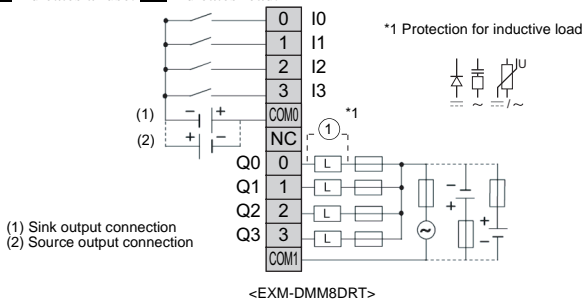 0 I0
*1 Protection for inductive load
1 I1
2 I2
U
3 I3
~ /~
(1) − + COM0 *1
(2) + − NC 1
Q0 0 L
Q1 1 L
Q2 2 L − +
Q3 3 L ~ + −
(1) Sink output connection
(2) Source output connection
COM1
<EXM-DMM8DRT>